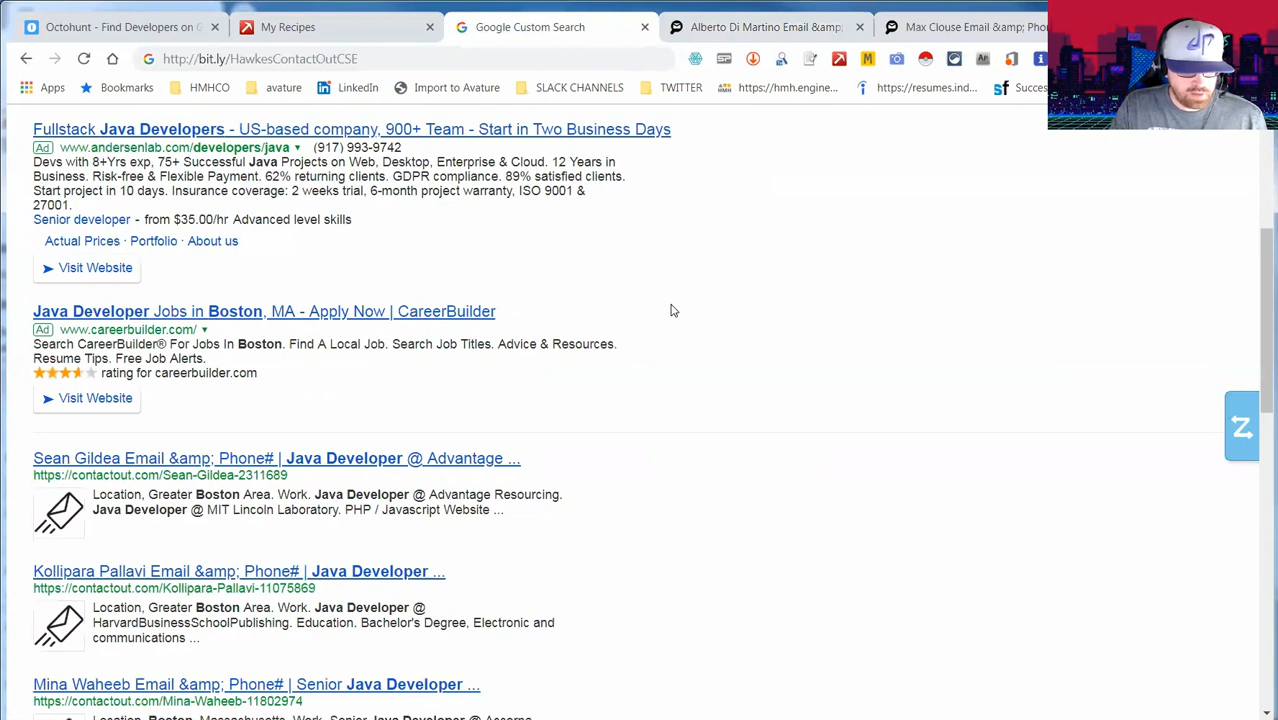 Octohunt - Find Developers on G
My Recipes
Google Custom Search
Alberto Di Martino Email &amp;
Max Clouse Email &amp; Pho
http://bit.ly/HawkesContactOutCSE
Apps
Bookmarks
HMHCO
avature
LinkedIn
Import to Avature
SLACK CHANNELS
TWITTER
https://hmh.engine...
https://resumes.ind...
Succes
Fullstack Java Developers - US-based company, 900+ Team - Start in Two Business Days
Ad www.andersenlab.com/developers/java (917) 993-9742
Devs with 8+Yrs exp, 75+ Successful Java Projects on Web, Desktop, Enterprise & Cloud. 12 Years in
Business. Risk-free & Flexible Payment. 62% returning clients. GDPR compliance. 89% satisfied clients.
Start project in 10 days. Insurance coverage: 2 weeks trial, 6-month project warranty, ISO 9001 &
27001.
Senior developer - from $35.00/hr Advanced level skills
Actual Prices · Portfolio · About us
Visit Website
Java Developer Jobs in Boston, MA - Apply Now | CareerBuilder
Ad www.careerbuilder.com/
Search CareerBuilder® For Jobs In Boston. Find A Local Job. Search Job Titles. Advice & Resources.
Resume Tips. Free Job Alerts.
rating for careerbuilder.com
Visit Website
Sean Gildea Email &amp; Phone# | Java Developer @ Advantage ...
https://contactout.com/Sean-Gildea-2311689
Location, Greater Boston Area. Work. Java Developer @ Advantage Resourcing.
Java Developer @ MIT Lincoln Laboratory. PHP / Javascript Website ...
Kollipara Pallavi Email &amp; Phone# | Java Developer ...
https://contactout.com/Kollipara-Pallavi-11075869
Location, Greater Boston Area. Work. Java Developer @
HarvardBusinessSchoolPublishing. Education. Bachelor's Degree, Electronic and
communications ...
Mina Waheeb Email &amp; Phone# | Senior Java Developer ...
https://contactout.com/Mina-Waheeb-11802974
Location, Boston, Massachusetts. Work. Senior Java Developer @